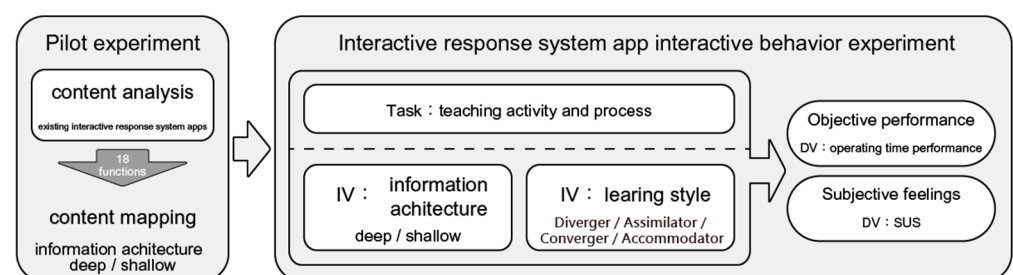 Pilot experiment
content analysis
existing interactive response system apps
18
functions
content mapping
information achitecture
deep / shallow
Interactive response system app interactive behavior experiment
Task：teaching activity and process
IV： information
achitecture
deep / shallow
IV： learing style
Diverger / Assimilator /
Converger / Accommodator
Objective performance
DV：operating time performance
Subjective feelings
DV：SUS